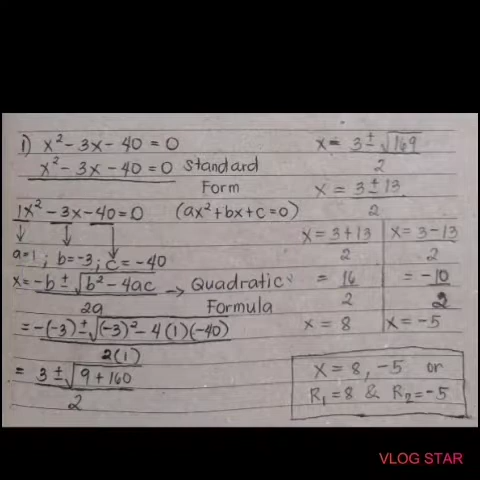 1) x² - 3x - 40 = 0
x² - 3x - 40 = 0 Standard
Form
1x² - 3x - 40 = 0 (ax² + bx + c = 0)
a=1 ; b=-3 ; c = -40
x = -b ± √b² - 4ac → Quadratic
2a Formula
= -(-3) ± √(-3)² - 4(1)(-40)
2(1)
= 3 ± √9 + 160
2
x = 3 ± √169
2
x = 3 ± 13
2
x = 3 + 13 x = 3 - 13
2 2
= 16 = -10
2 2
x = 8 x = -5
x = 8, -5 or
R₁ = 8 & R₂ = -5
VLOG STAR